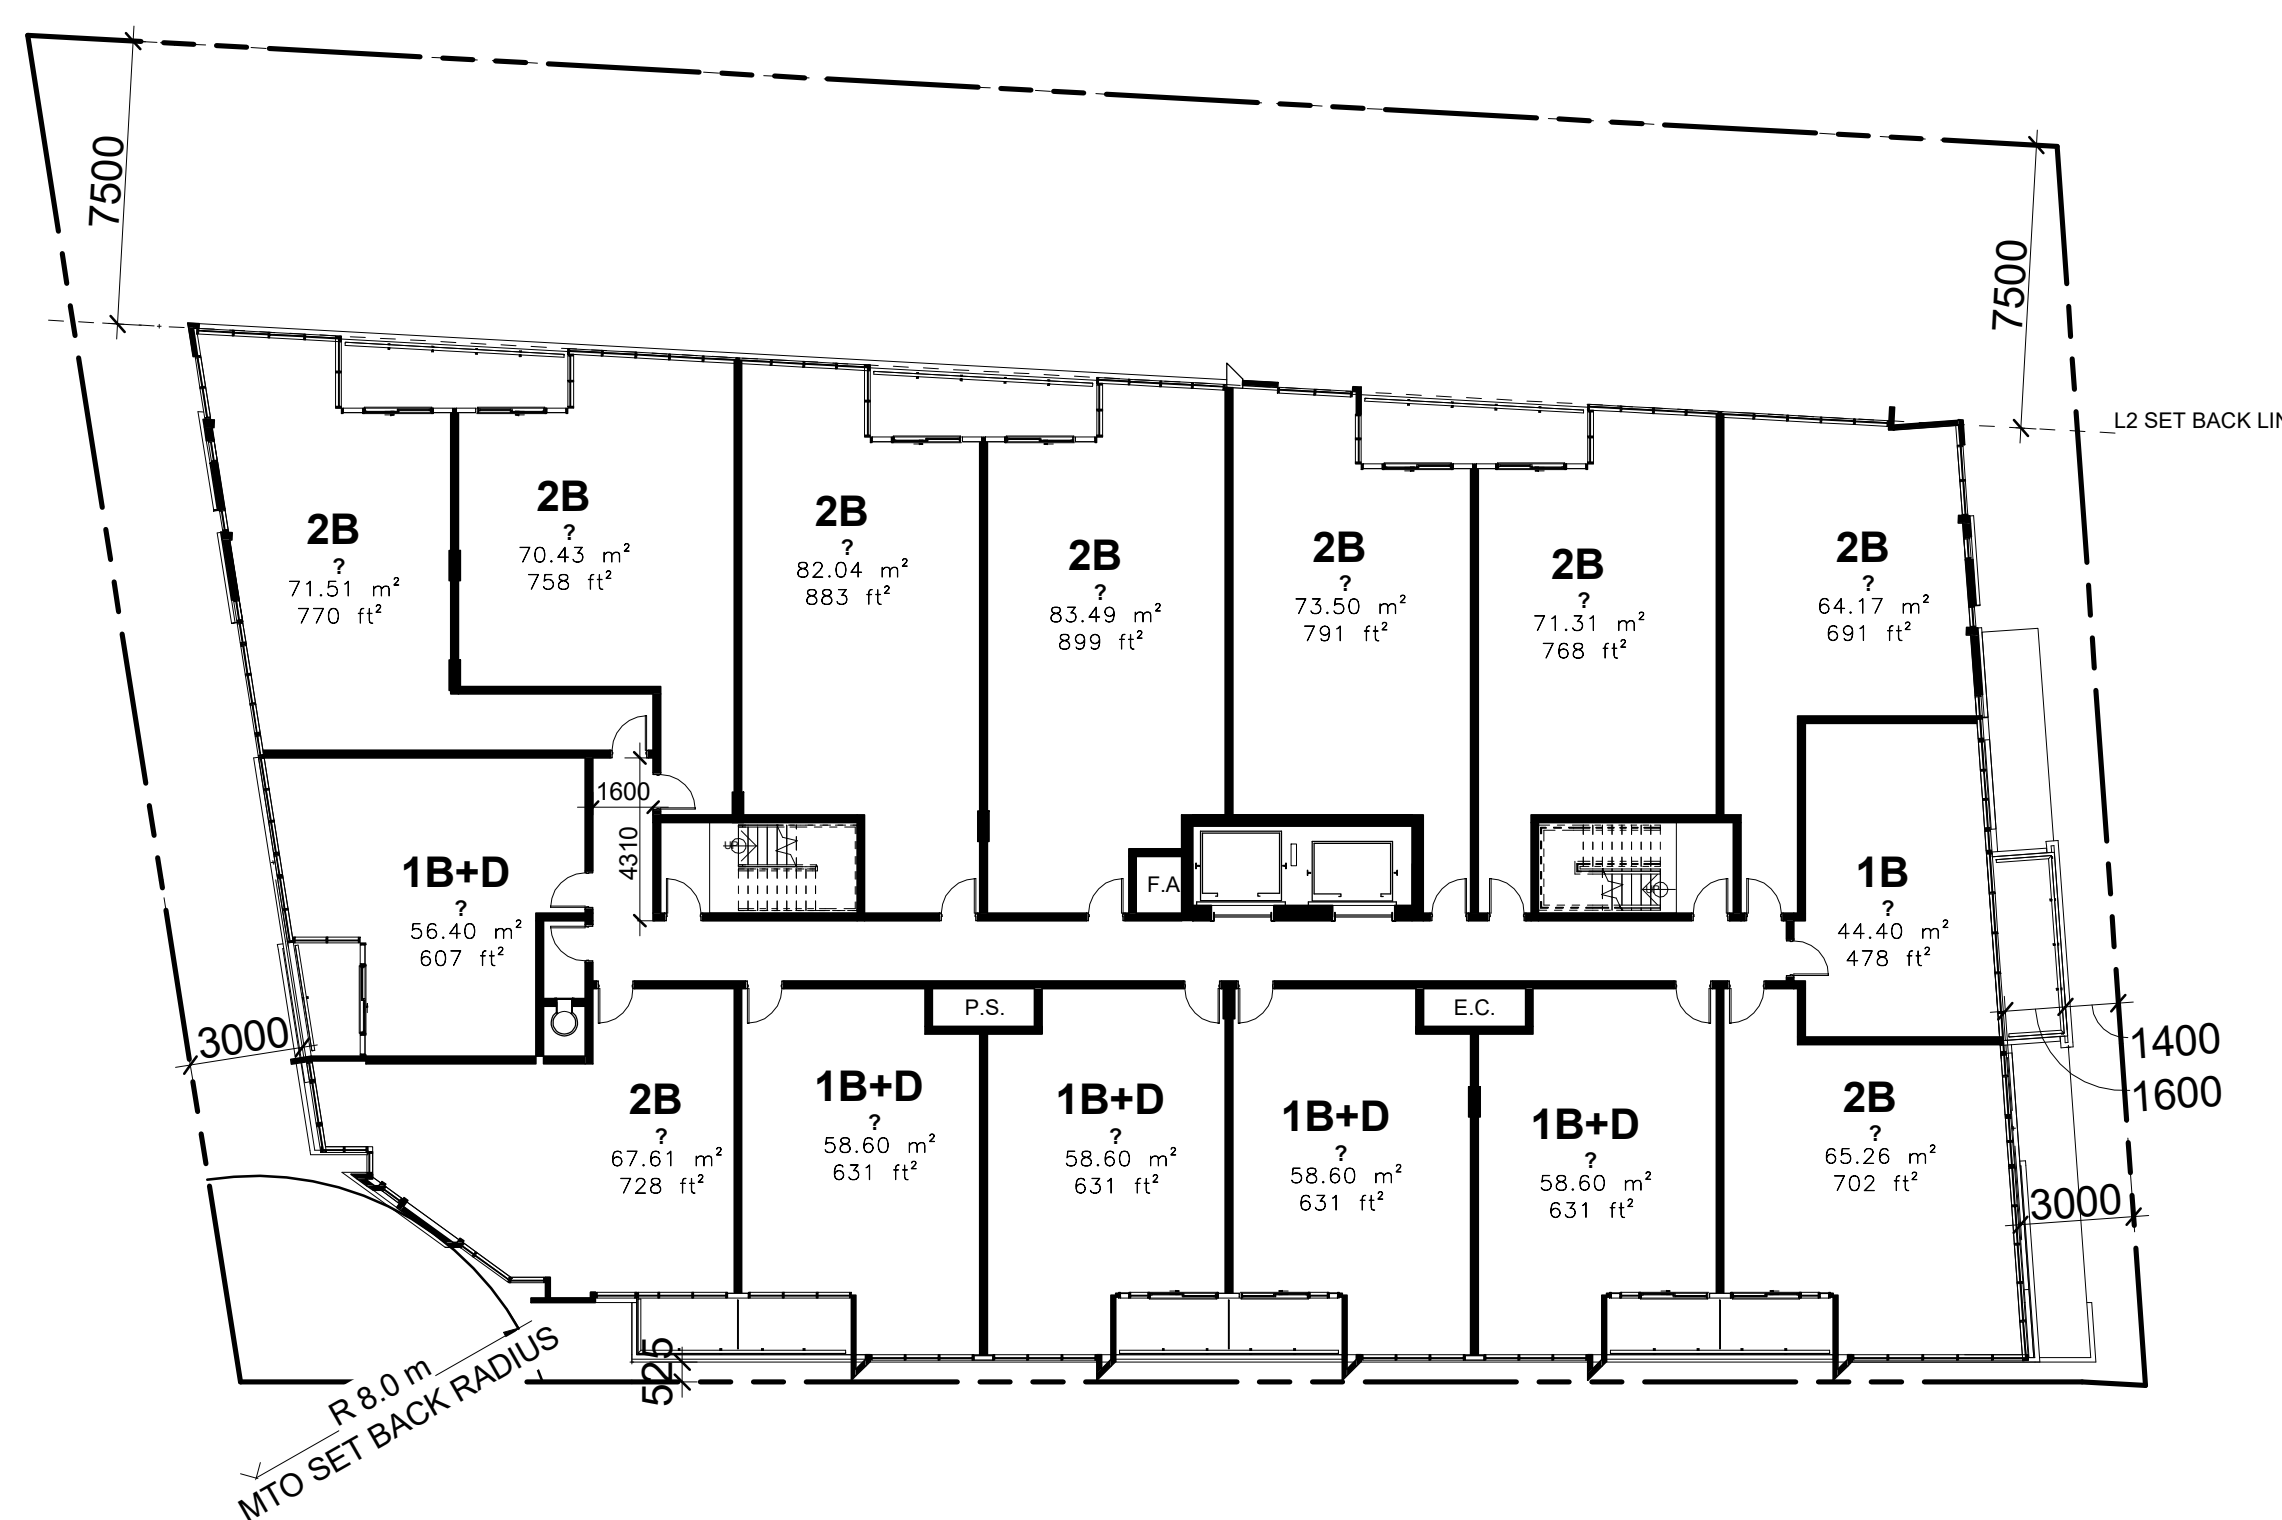 7500
7500
L2 SET BACK LIN
2B
?
71.51 m²
770 ft²
2B
?
70.43 m²
758 ft²
2B
?
82.04 m²
883 ft²
2B
?
83.49 m²
899 ft²
2B
?
73.50 m²
791 ft²
2B
?
71.31 m²
768 ft²
2B
?
64.17 m²
691 ft²
1600
4310
UP
F.A
1B+D
?
56.40 m²
607 ft²
1B
?
44.40 m²
478 ft²
P.S.
E.C.
3000
1400
1600
2B
?
67.61 m²
728 ft²
1B+D
?
58.60 m²
631 ft²
1B+D
?
58.60 m²
631 ft²
1B+D
?
58.60 m²
631 ft²
1B+D
?
58.60 m²
631 ft²
2B
?
65.26 m²
702 ft²
3000
525
R 8.0 m
MTO SET BACK RADIUS